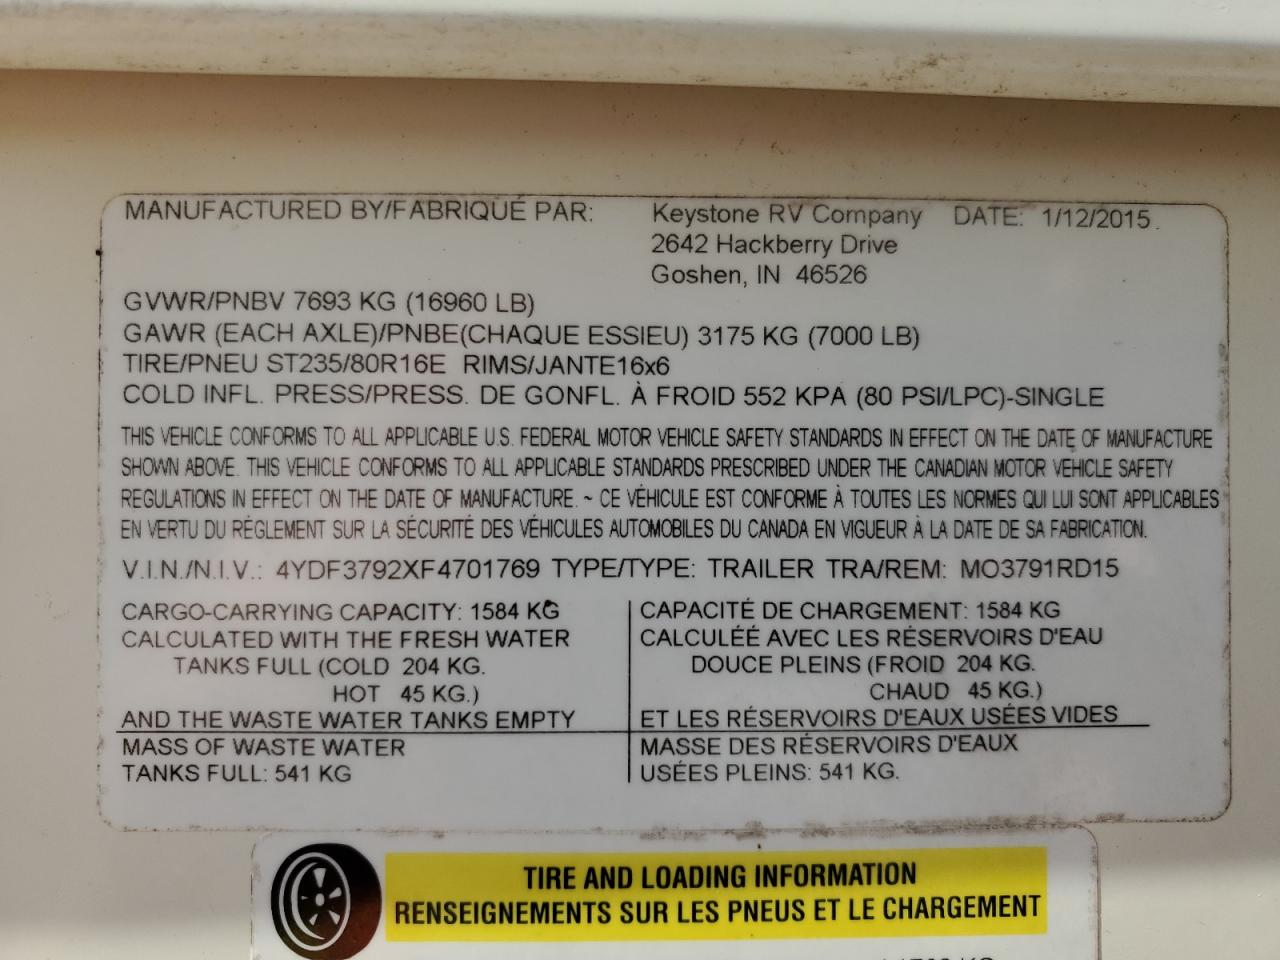 MANUFACTURED BY/FABRIQUÉ PAR: Keystone RV Company DATE: 1/12/2015
2642 Hackberry Drive
Goshen, IN 46526
GVWR/PNBV 7693 KG (16960 LB)
GAWR (EACH AXLE)/PNBE(CHAQUE ESSIEU) 3175 KG (7000 LB)
TIRE/PNEU ST235/80R16E RIMS/JANTE16x6
COLD INFL. PRESS/PRESS. DE GONFL. À FROID 552 KPA (80 PSI/LPC)-SINGLE
THIS VEHICLE CONFORMS TO ALL APPLICABLE U.S. FEDERAL MOTOR VEHICLE SAFETY STANDARDS IN EFFECT ON THE DATE OF MANUFACTURE
SHOWN ABOVE. THIS VEHICLE CONFORMS TO ALL APPLICABLE STANDARDS PRESCRIBED UNDER THE CANADIAN MOTOR VEHICLE SAFETY
REGULATIONS IN EFFECT ON THE DATE OF MANUFACTURE. ~ CE VÉHICULE EST CONFORME À TOUTES LES NORMES QUI LUI SONT APPLICABLES
EN VERTU DU RÈGLEMENT SUR LA SÉCURITÉ DES VÉHICULES AUTOMOBILES DU CANADA EN VIGUEUR À LA DATE DE SA FABRICATION.
V.I.N./N.I.V.: 4YDF3792XF4701769 TYPE/TYPE: TRAILER TRA/REM: MO3791RD15
CARGO-CARRYING CAPACITY: 1584 KG
CALCULATED WITH THE FRESH WATER
TANKS FULL (COLD 204 KG.
HOT 45 KG.)
AND THE WASTE WATER TANKS EMPTY
MASS OF WASTE WATER
TANKS FULL: 541 KG
CAPACITÉ DE CHARGEMENT: 1584 KG
CALCULÉÉ AVEC LES RÉSERVOIRS D'EAU
DOUCE PLEINS (FROID 204 KG.
CHAUD 45 KG.)
ET LES RÉSERVOIRS D'EAUX USÉES VIDES
MASSE DES RÉSERVOIRS D'EAUX
USÉES PLEINS: 541 KG.
TIRE AND LOADING INFORMATION
RENSEIGNEMENTS SUR LES PNEUS ET LE CHARGEMENT